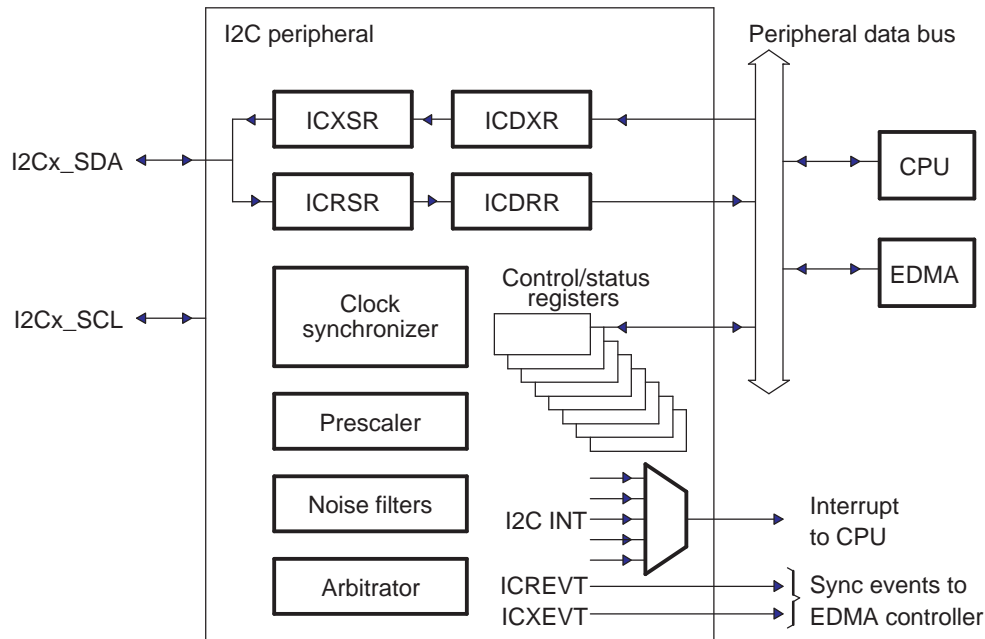 I2C peripheral
Peripheral data bus
ICXSR
ICDXR
I2Cx_SDA
CPU
ICRSR
ICDRR
EDMA
Control/status
registers
Clock
synchronizer
I2Cx_SCL
Prescaler
Noise filters
I2C INT
Interrupt
to CPU
Arbitrator
ICREVT
ICXEVT
Sync events to
EDMA controller